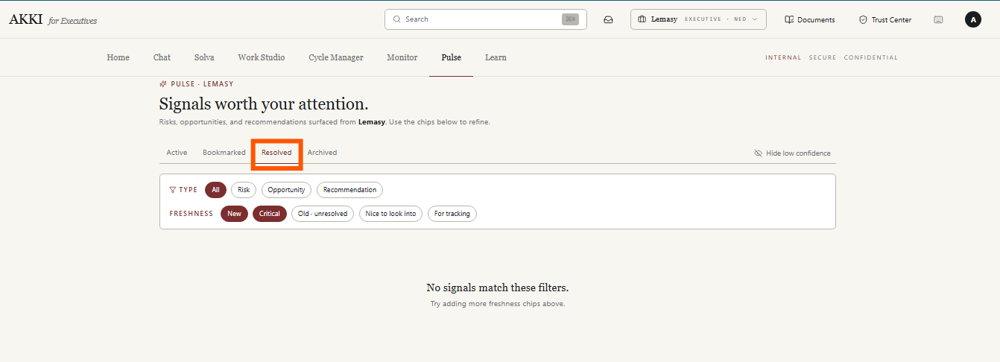 AKKI for Executives Search ⌘K Lemasy EXECUTIVE · NED Documents Trust Center A
Home Chat Solva Work Studio Cycle Manager Monitor Pulse Learn INTERNAL · SECURE · CONFIDENTIAL
PULSE · LEMASY
Signals worth your attention.
Risks, opportunities, and recommendations surfaced from Lemasy. Use the chips below to refine.
Active Bookmarked Resolved Archived Hide low confidence
TYPE All Risk Opportunity Recommendation
FRESHNESS New Critical Old · unresolved Nice to look into For tracking
No signals match these filters.
Try adding more freshness chips above.